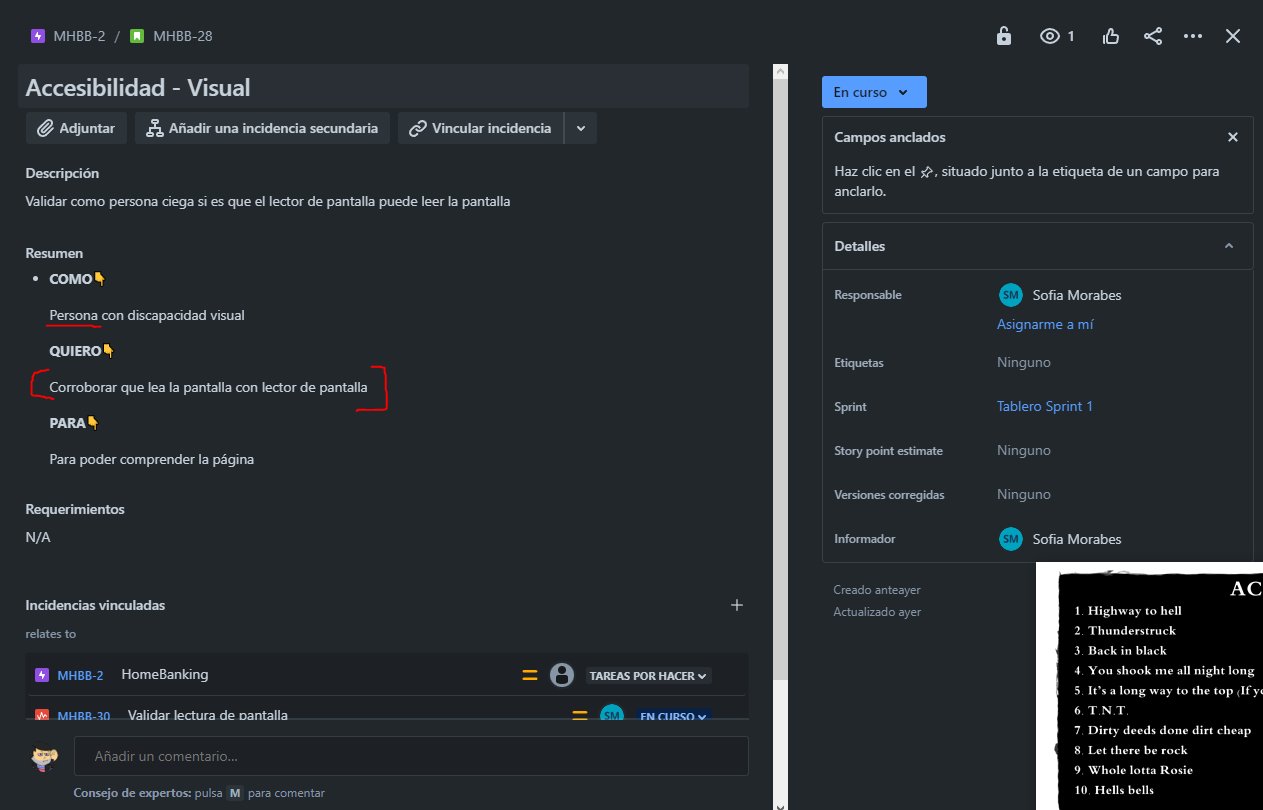 MHBB-2 / MHBB-28
1
Accesibilidad - Visual
Adjuntar
Añadir una incidencia secundaria
Vincular incidencia
Descripción
Validar como persona ciega si es que el lector de pantalla puede leer la pantalla
Resumen
• COMO👇
Persona con discapacidad visual
QUIERO👇
Corroborar que lea la pantalla con lector de pantalla
PARA👇
Para poder comprender la página
Requerimientos
N/A
Incidencias vinculadas
relates to
MHBB-2 HomeBanking TAREAS POR HACER
MHBB-30 Validar lectura de pantalla SM EN CURSO
Añadir un comentario...
Consejo de expertos: pulsa M para comentar
En curso
Campos anclados
Haz clic en el , situado junto a la etiqueta de un campo para
anclarlo.
Detalles
Responsable SM Sofia Morabes
Asignarme a mí
Etiquetas Ninguno
Sprint Tablero Sprint 1
Story point estimate Ninguno
Versiones corregidas Ninguno
Informador SM Sofia Morabes
Creado anteayer
Actualizado ayer
AC
1. Highway to hell
2. Thunderstruck
3. Back in black
4. You shook me all night long
5. It's a long way to the top (If yo
6. T.N.T.
7. Dirty deeds done dirt cheap
8. Let there be rock
9. Whole lotta Rosie
10. Hells bells